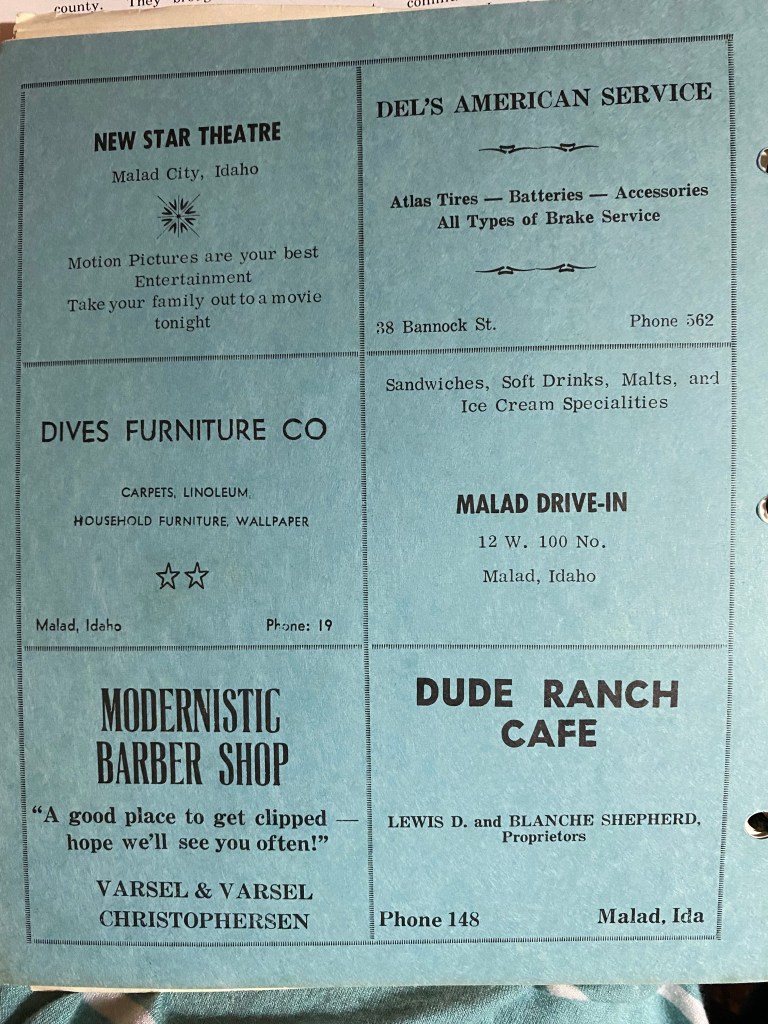 county. They
NEW STAR THEATRE
Malad City, Idaho
Motion Pictures are your best
Entertainment
Take your family out to a movie
tonight
DEL'S AMERICAN SERVICE
Atlas Tires — Batteries — Accessories
All Types of Brake Service
38 Bannock St. Phone 562
DIVES FURNITURE CO
CARPETS, LINOLEUM,
HOUSEHOLD FURNITURE, WALLPAPER
Malad, Idaho Phone: 19
Sandwiches, Soft Drinks, Malts, and
Ice Cream Specialities
MALAD DRIVE-IN
12 W. 100 No.
Malad, Idaho
MODERNISTIC
BARBER SHOP
"A good place to get clipped —
hope we'll see you often!"
VARSEL & VARSEL
CHRISTOPHERSEN
DUDE RANCH
CAFE
LEWIS D. and BLANCHE SHEPHERD,
Proprietors
Phone 148 Malad, Ida